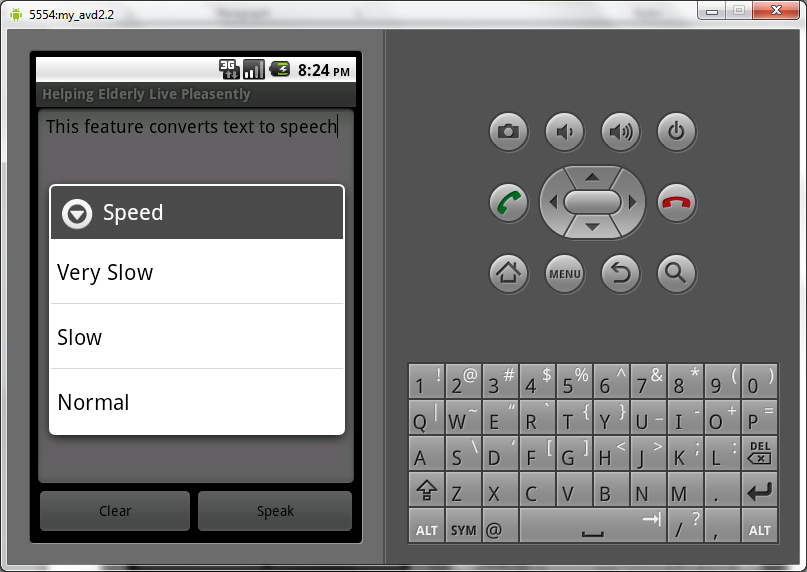 5554:my_avd2.2
3G 8:24 PM
Helping Elderly Live Pleasently
This feature converts text to speech
Speed
Very Slow
Slow
Normal
Clear Speak
MENU
1 ! 2 @ 3 # 4 $ 5 % 6 ^ 7 & 8 * 9 ( 0 )
Q | W ~ E “ R ` T { Y } U _ I - O + P =
A S \ D ‘ F [ G ] H < J > K ; L : DEL
Z X C V B N M .
ALT SYM @ / ? , ALT